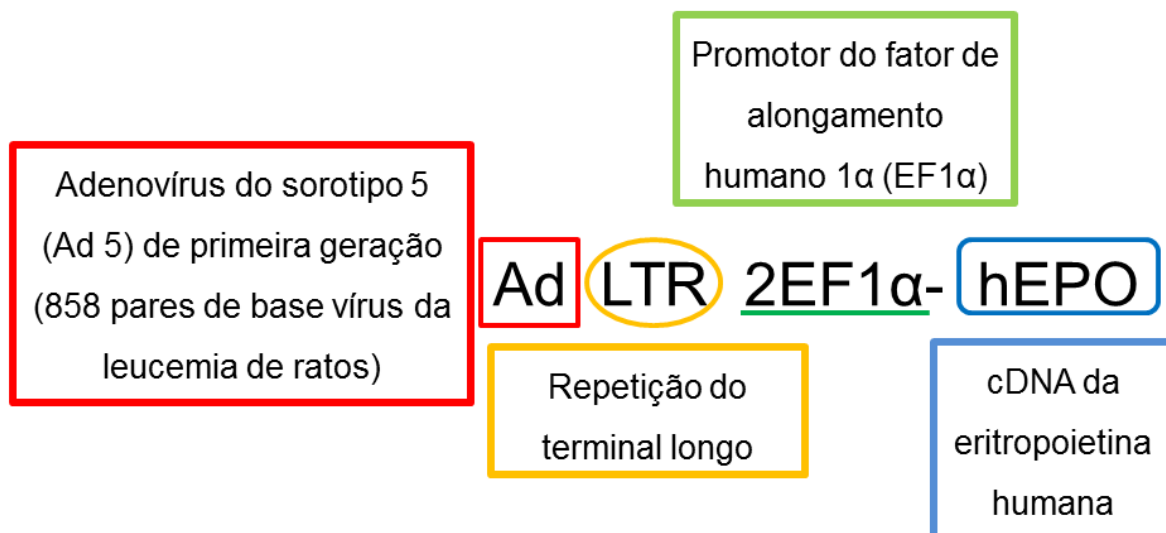 Promotor do fator de
alongamento
humano 1α (EF1α)
Adenovírus do sorotipo 5
(Ad 5) de primeira geração
(858 pares de base vírus da
leucemia de ratos)
Ad LTR 2EF1α- hEPO
Repetição do
terminal longo
cDNA da
eritropoietina
humana